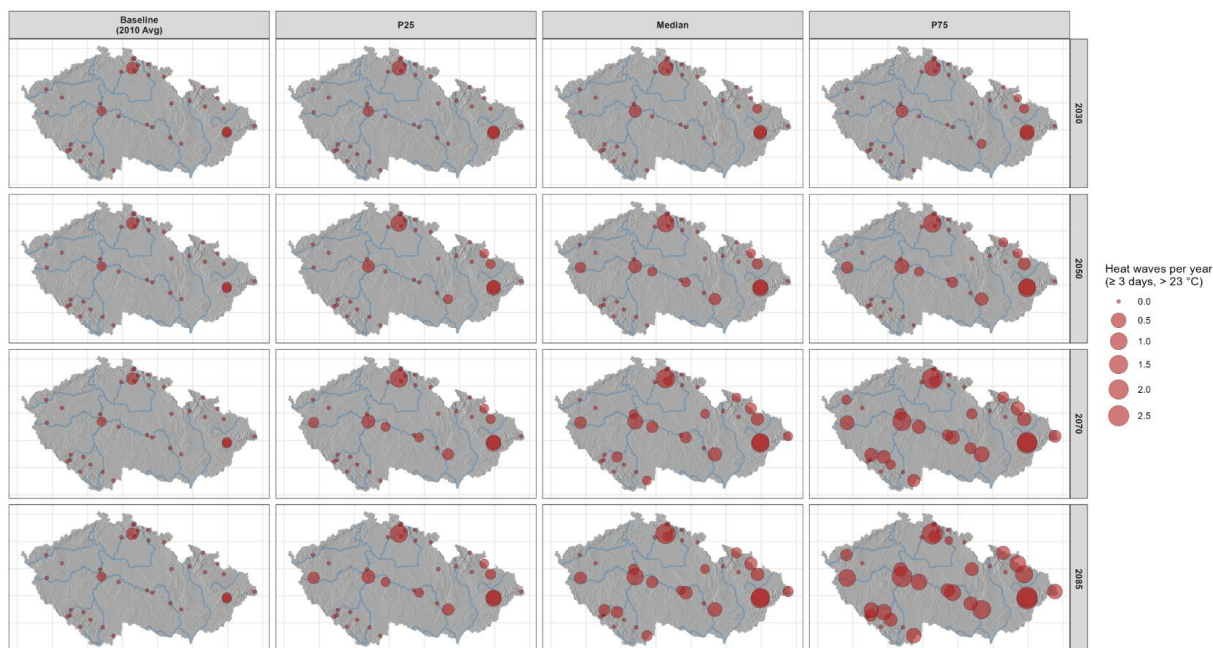 Baseline
(2010 Avg)
P25
Median
P75
2030
2050
2070
2085
Heat waves per year
(≥ 3 days, > 23 °C)
0.0
0.5
1.0
1.5
2.0
2.5